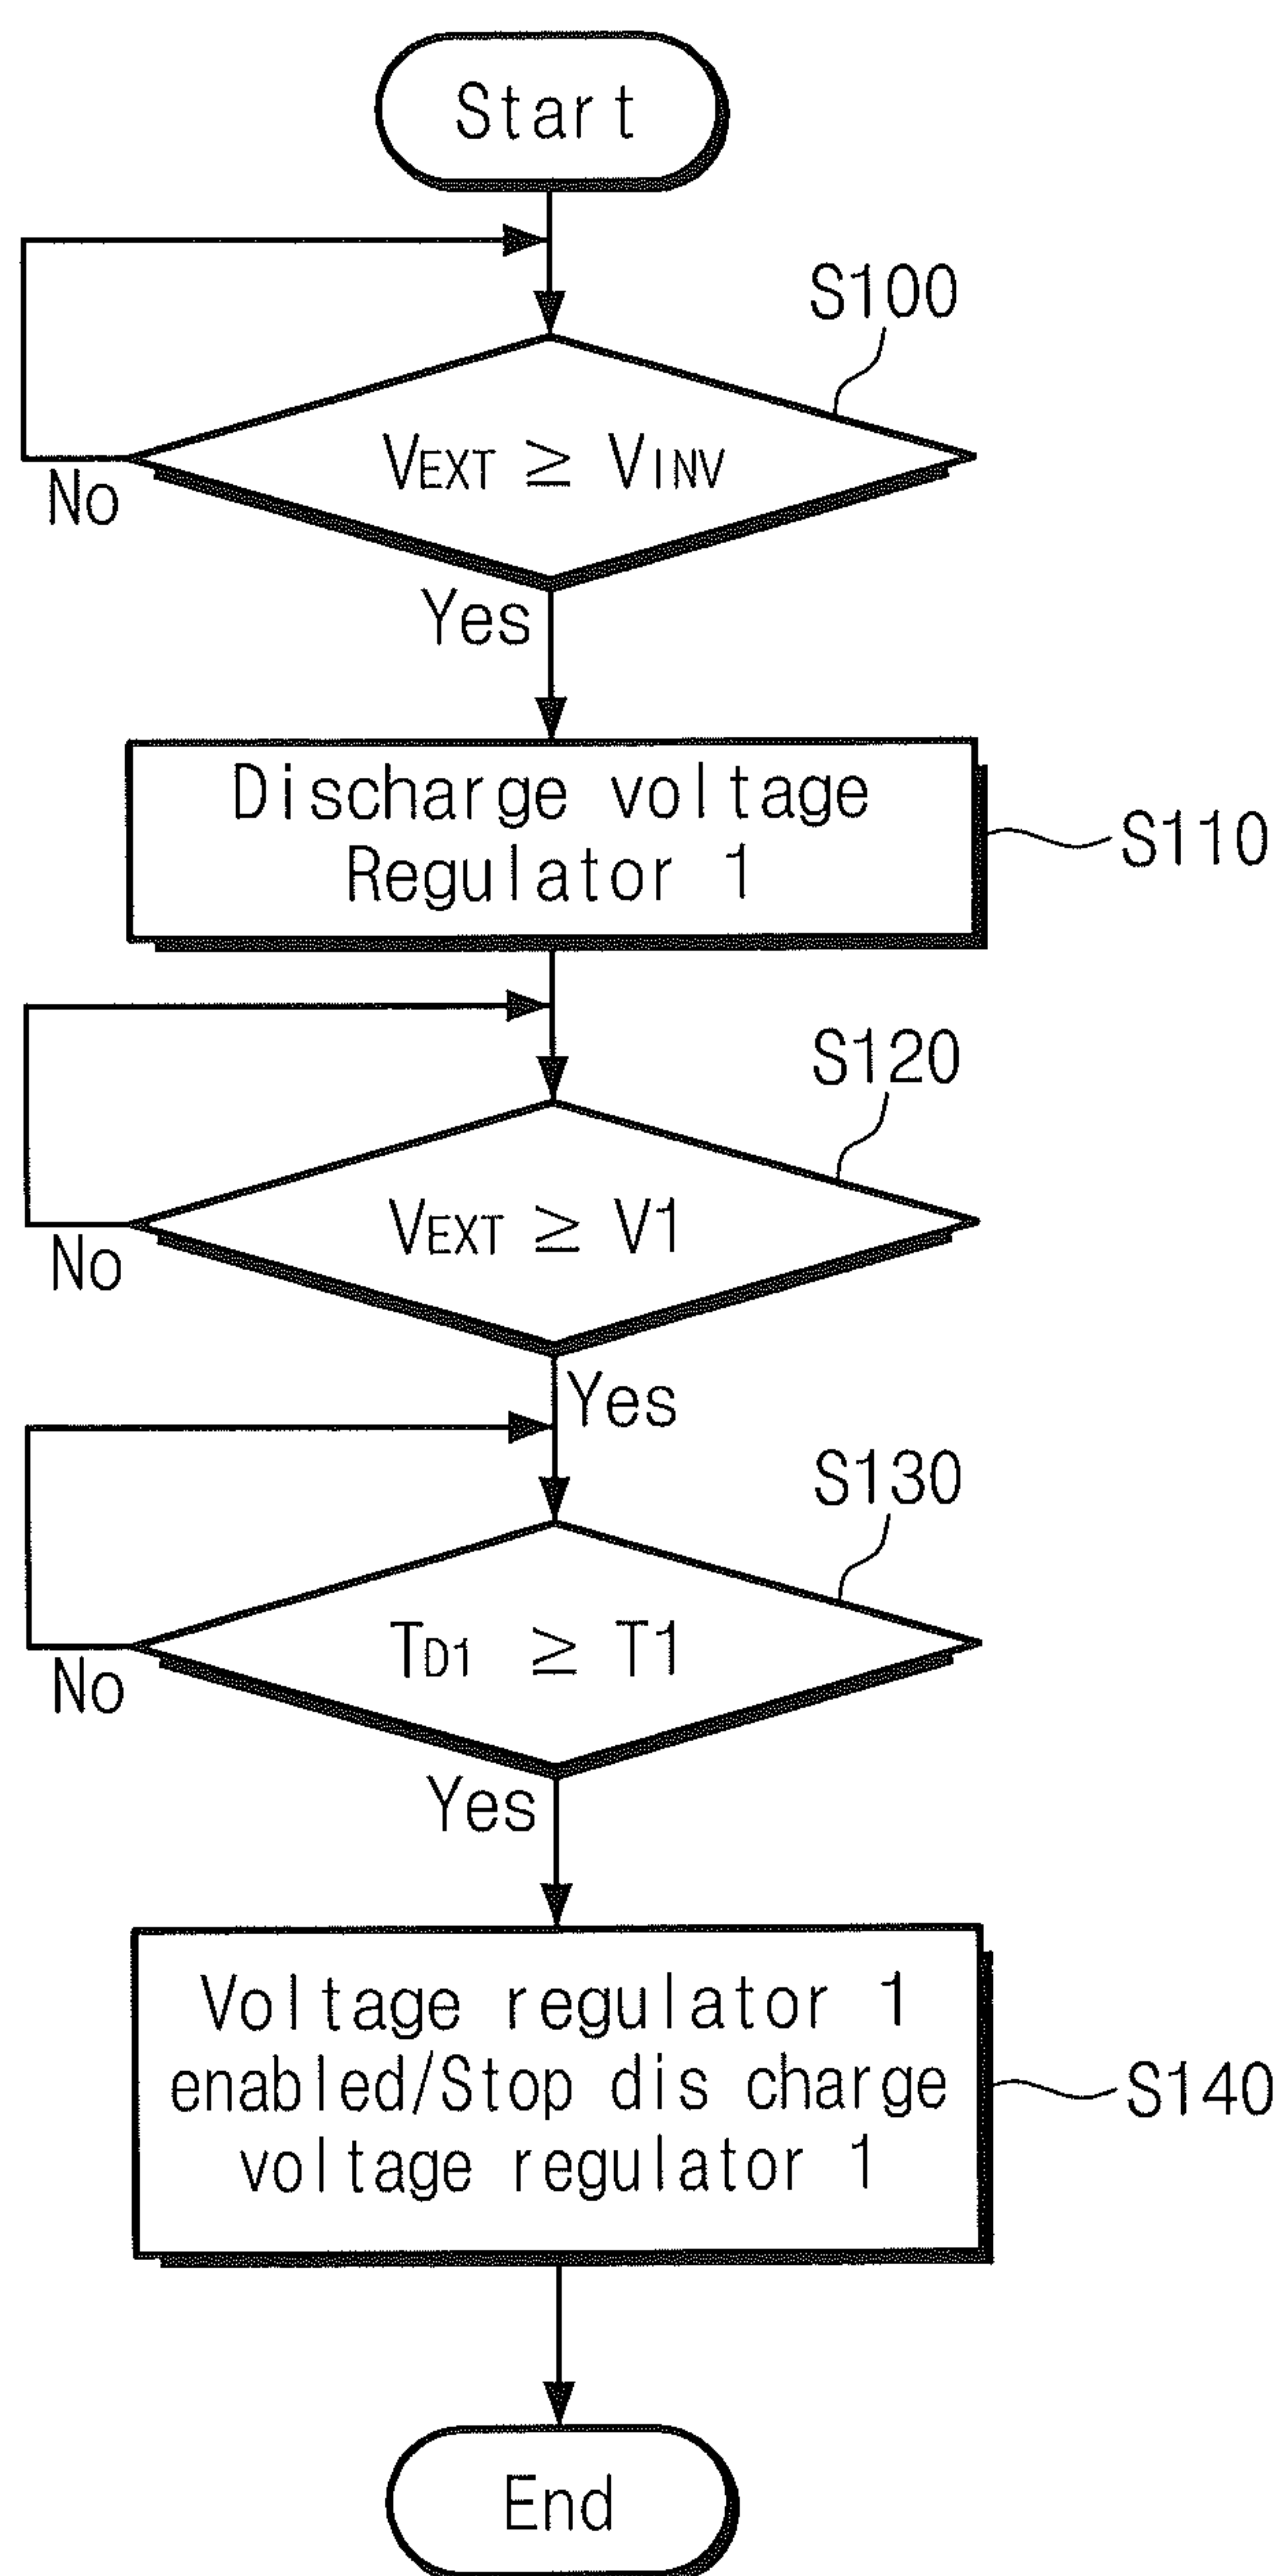 Start
S100
VEXT ≥ VINV
No
Yes
Discharge voltage
Regulator 1
S110
S120
VEXT ≥ V1
No
Yes
S130
TD1 ≥ T1
No
Yes
Voltage regulator 1
enabled/Stop dis charge
voltage regulator 1
S140
End